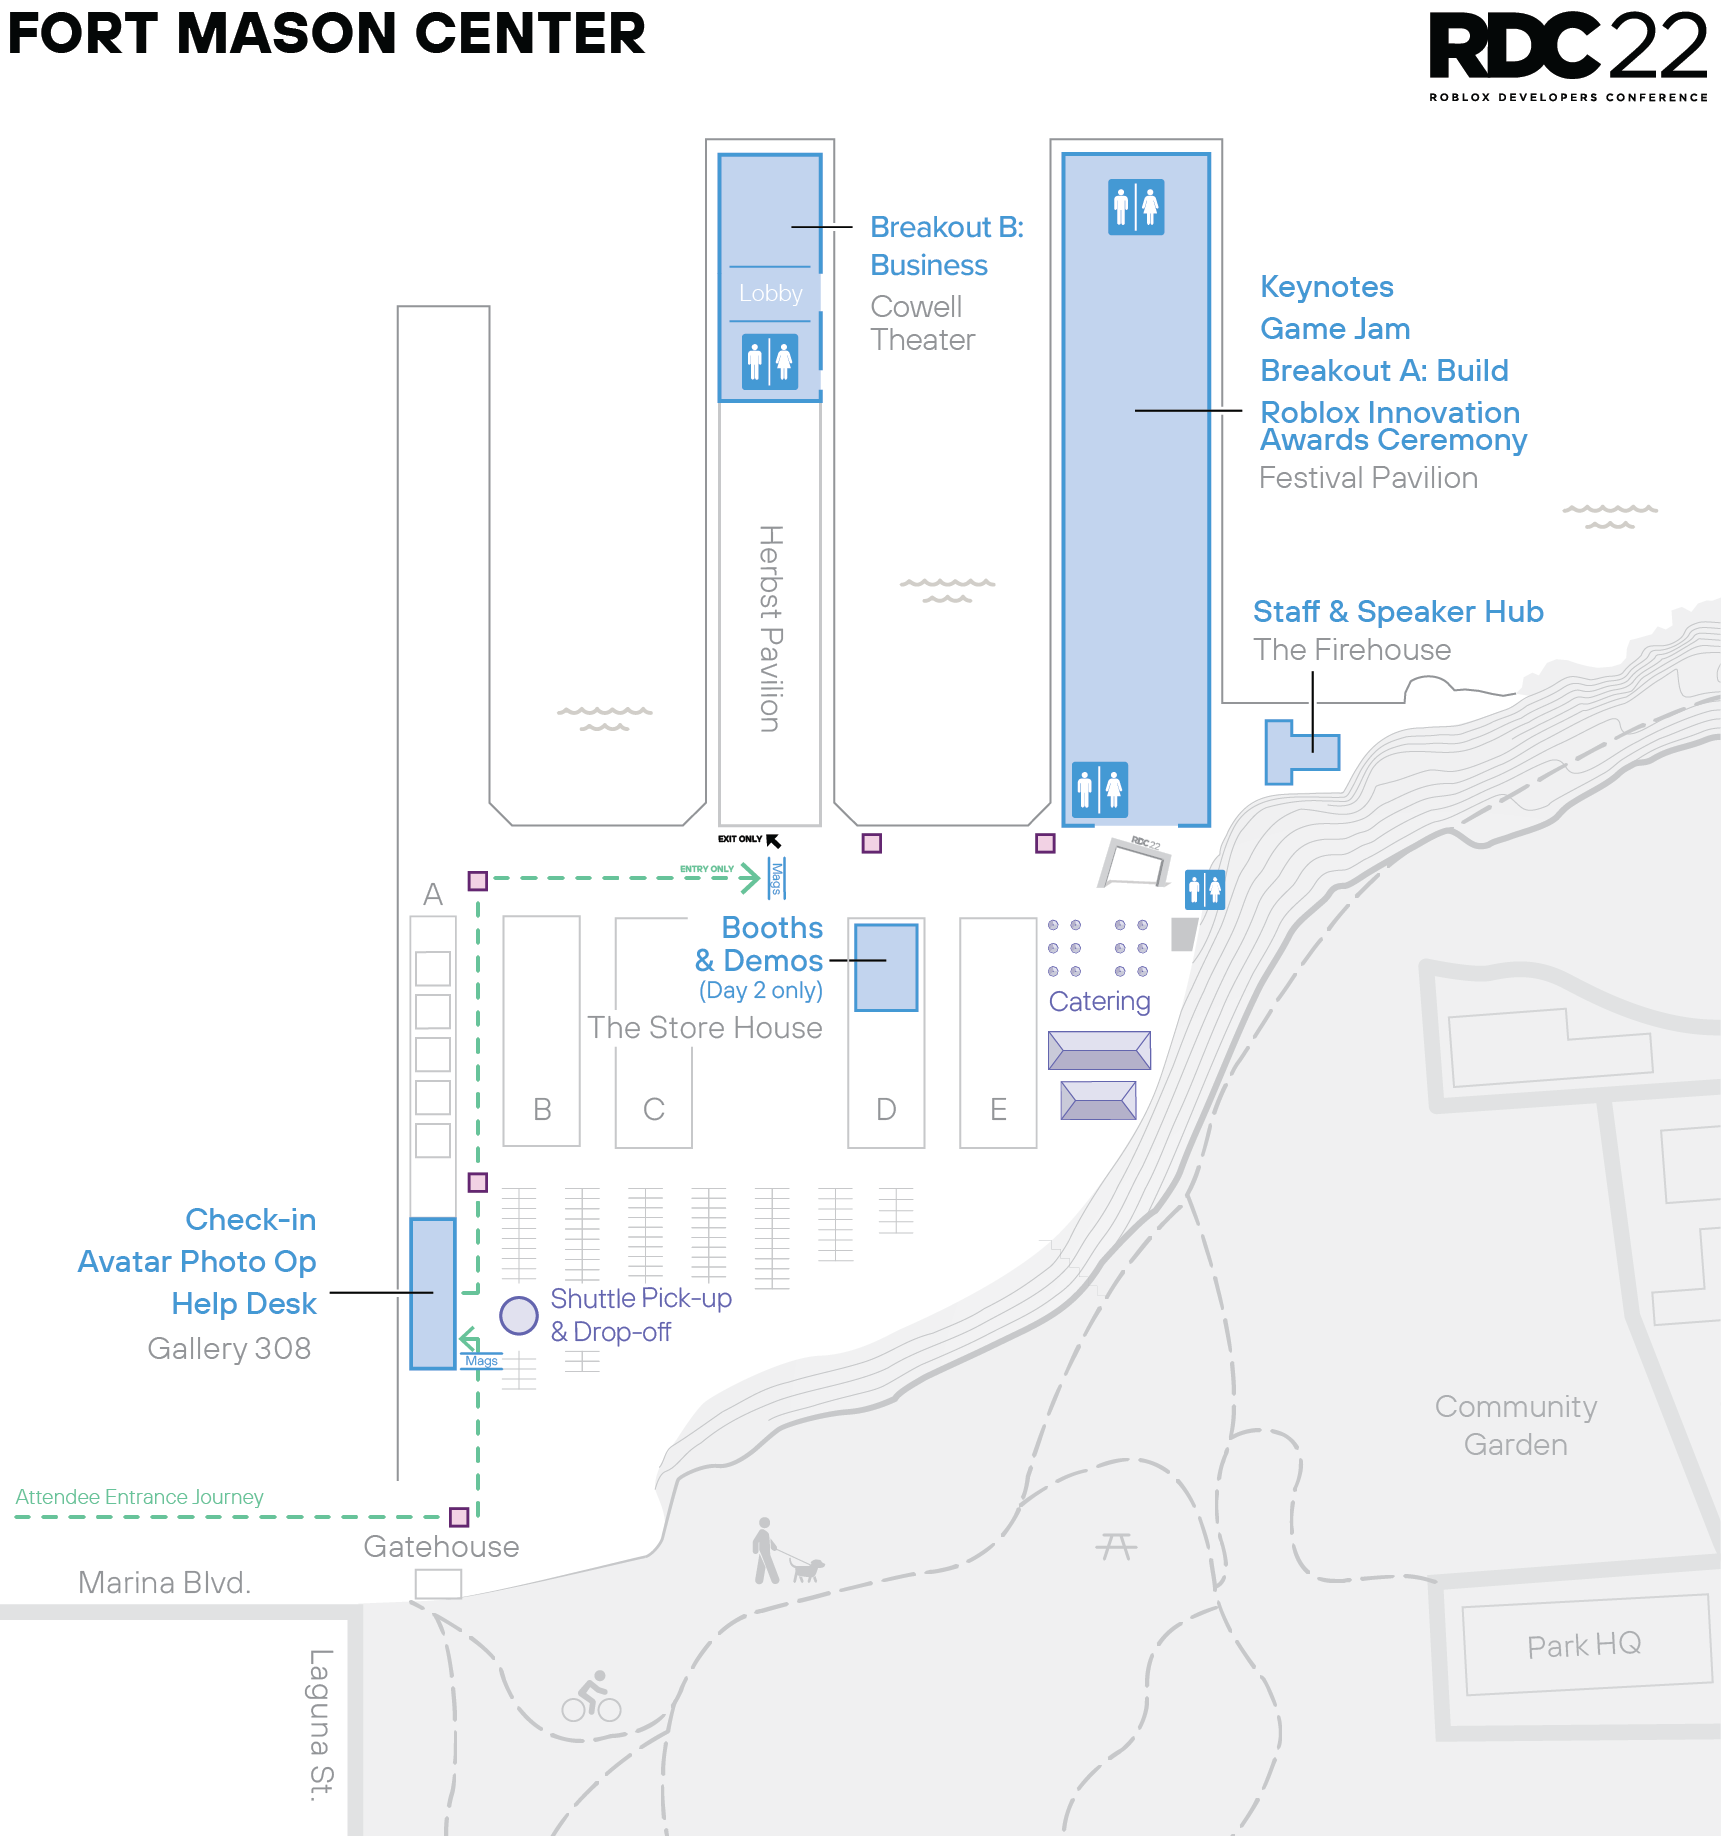 FORT MASON CENTER
RDC 22
ROBLOX DEVELOPERS CONFERENCE
Breakout B:
Business
Cowell
Theater
Lobby
Keynotes
Game Jam
Breakout A: Build
Roblox Innovation
Awards Ceremony
Festival Pavilion
Herbst Pavilion
Staff & Speaker Hub
The Firehouse
EXIT ONLY
ENTRY ONLY
Mags
RDC 22
A
Booths
& Demos
(Day 2 only)
The Store House
Catering
B
C
D
E
Check-in
Avatar Photo Op
Help Desk
Gallery 308
Shuttle Pick-up
& Drop-off
Mags
Community
Garden
Attendee Entrance Journey
Gatehouse
Marina Blvd.
Laguna St.
Park HQ